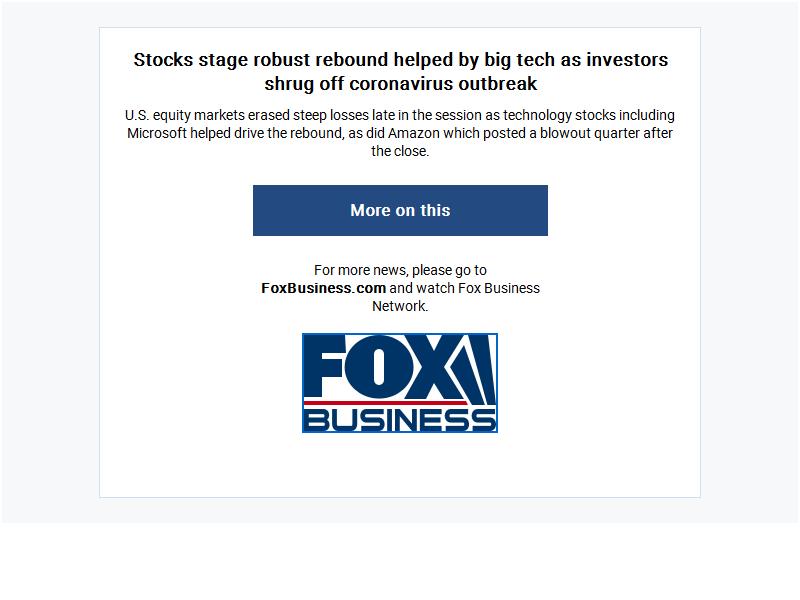 Stocks stage robust rebound helped by big tech as investors
shrug off coronavirus outbreak
U.S. equity markets erased steep losses late in the session as technology stocks including
Microsoft helped drive the rebound, as did Amazon which posted a blowout quarter after
the close.
More on this
For more news, please go to
FoxBusiness.com and watch Fox Business
Network.
FOX
BUSINESS